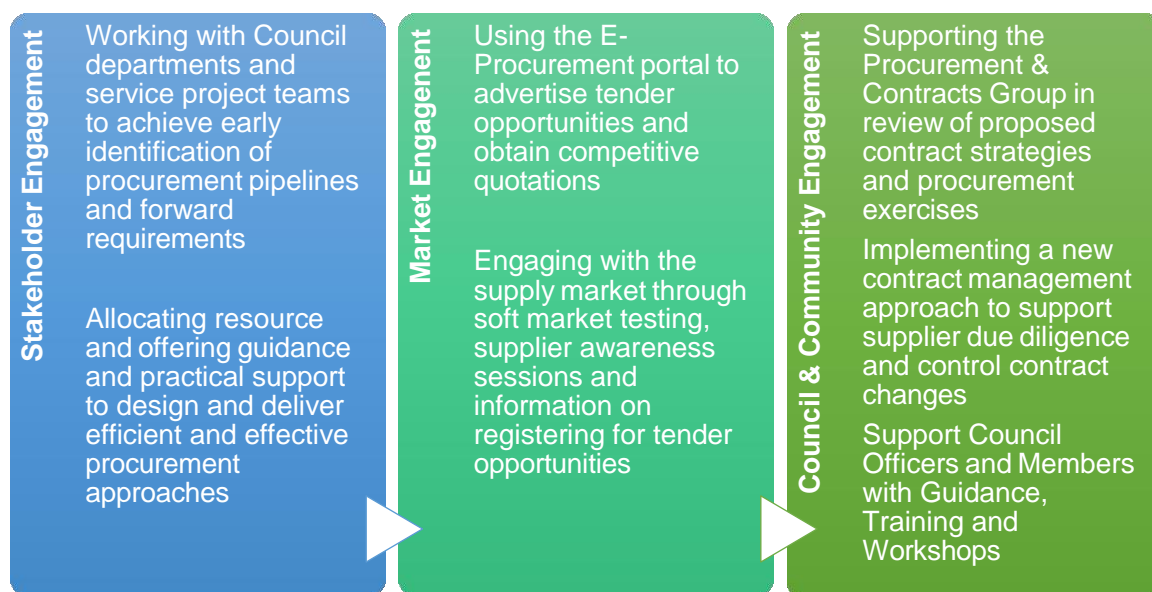 Stakeholder Engagement
Working with Council
departments and
service project teams
to achieve early
identification of
procurement pipelines
and forward
requirements
Allocating resource
and offering guidance
and practical support
to design and deliver
efficient and effective
procurement
approaches
Market Engagenent
Using the E-
Procurement portal to
advertise tender
opportunities and
obtain competitive
quotations
Engaging with the
supply market through
soft market testing,
supplier awareness
sessions and
information on
registering for tender
opportunities
Council & Community Engagement
Supporting the
Procurement &
Contracts Group in
review of proposed
contract strategies
and procurement
exercises
Implementing a new
contract management
approach to support
supplier due diligence
and control contract
changes
Support Council
Officers and Members
with Guidance,
Training and
Workshops